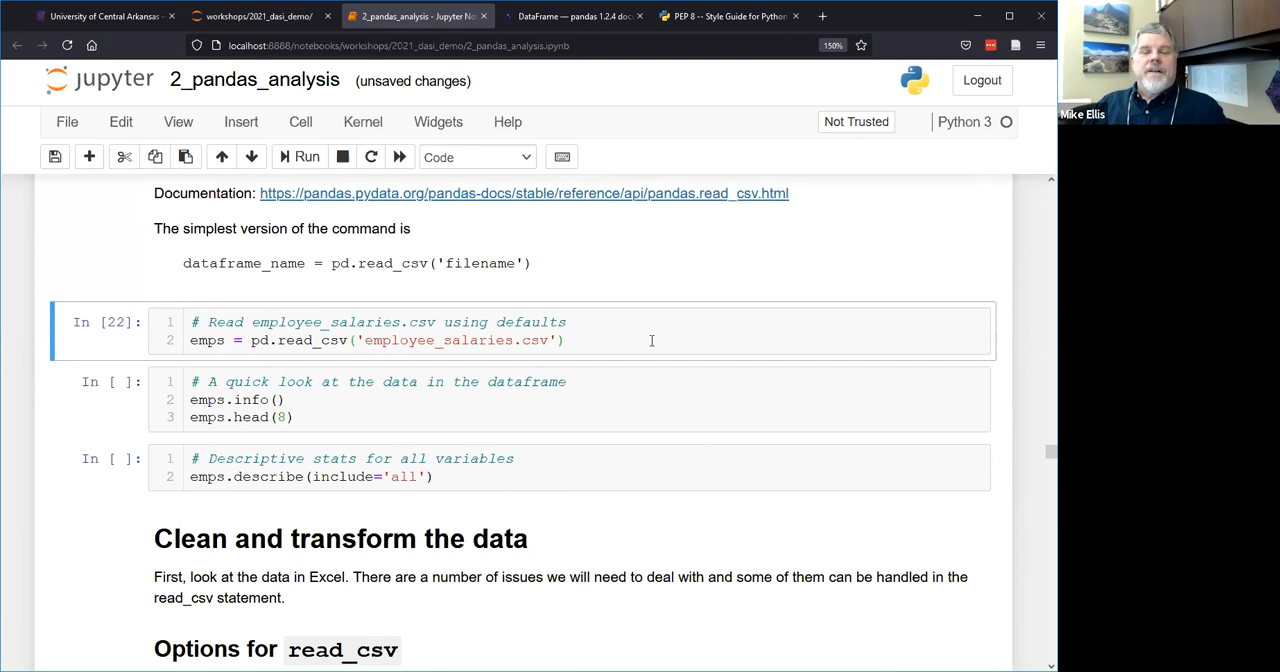 University of Central Arkansas
workshops/2021_dasi_demo/
2_pandas_analysis - Jupyter No
DataFrame — pandas 1.2.4 doc
PEP 8 -- Style Guide for Python
localhost:8888/notebooks/workshops/2021_dasi_demo/2_pandas_analysis.ipynb
150%
jupyter 2_pandas_analysis (unsaved changes)
Logout
Mike Ellis
File Edit View Insert Cell Kernel Widgets Help
Not Trusted
Python 3
Run
Code
Documentation: https://pandas.pydata.org/pandas-docs/stable/reference/api/pandas.read_csv.html
The simplest version of the command is
dataframe_name = pd.read_csv('filename')
In [22]:
1 # Read employee_salaries.csv using defaults
2 emps = pd.read_csv('employee_salaries.csv')
In [ ]:
1 # A quick look at the data in the dataframe
2 emps.info()
3 emps.head(8)
In [ ]:
1 # Descriptive stats for all variables
2 emps.describe(include='all')
Clean and transform the data
First, look at the data in Excel. There are a number of issues we will need to deal with and some of them can be handled in the
read_csv statement.
Options for read_csv